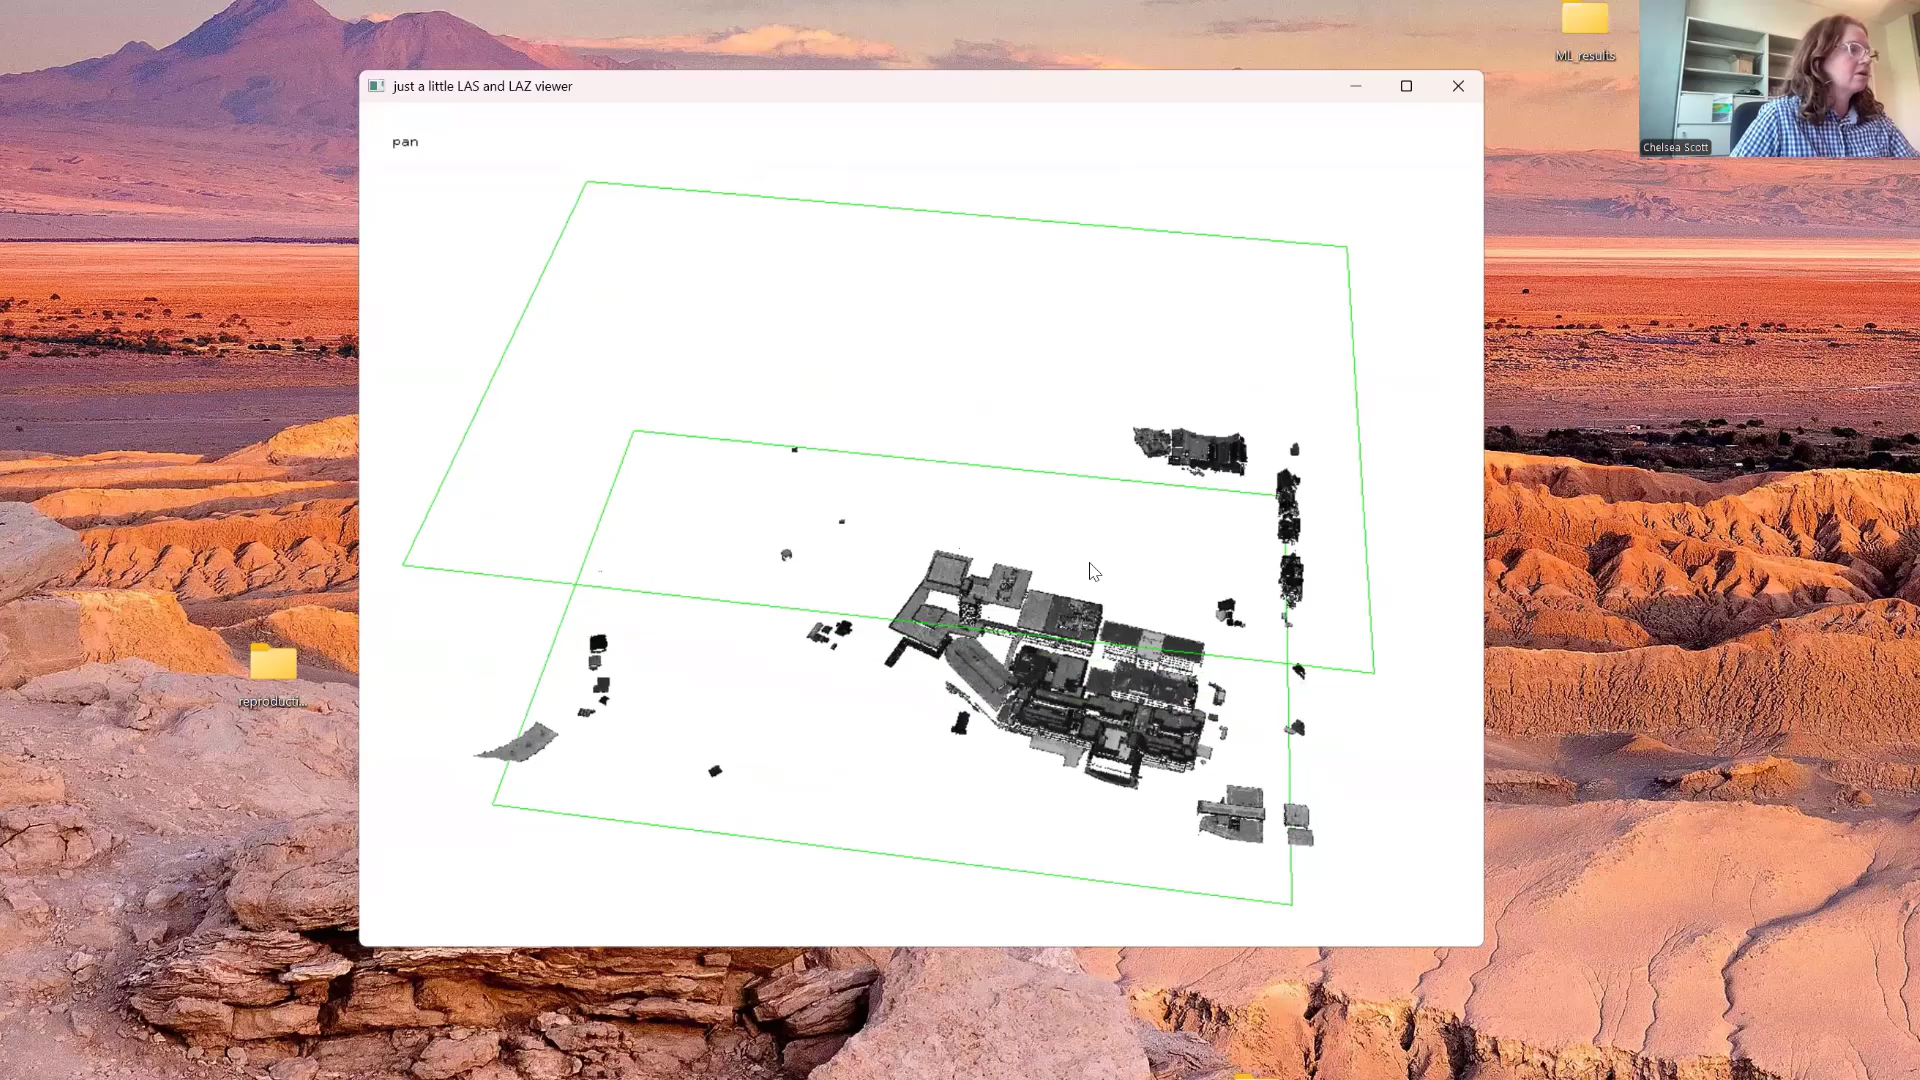 ML_results
just a little LAS and LAZ viewer
pan
Chelsea Scott
reproducti...